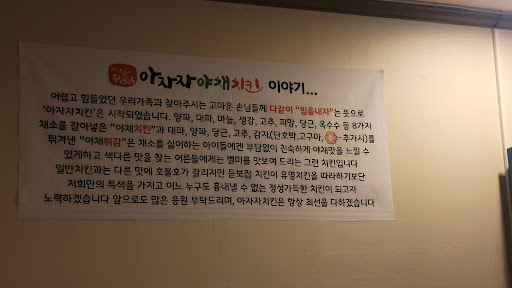 아자자야채치킨 이야기...
어렵고 힘들었던 우리가족과 찾아주시는 고마운 손님들께 다같이 "힘을내자"는 뜻으로
'아자자치킨'은 시작되었습니다. 양파, 대파, 마늘, 생강, 고추, 피망, 당근, 옥수수 등 8가지
채소를 갈아넣은 "야채치킨"과 대파, 양파, 당근, 고추, 감자(단호박,고구마, -추가시)를
튀겨낸 "야채튀김"은 채소를 싫어하는 아이들에겐 부담없이 친숙하게 야채맛을 느낄 수
있게하고 색다른 맛을 찾는 어른들에게는 별미를 맛보여 드리는 그런 치킨입니다
일반치킨과는 다른 맛에 호불호가 갈리지만 듣보잡 치킨이 유명치킨을 따라하기보단
저희만의 특색을 가지고 어느 누구도 흉내낼 수 없는 정성가득한 치킨이 되고자
노력하겠습니다 앞으로도 많은 응원 부탁드리며, 아자자치킨은 항상 최선을 다하겠습니다